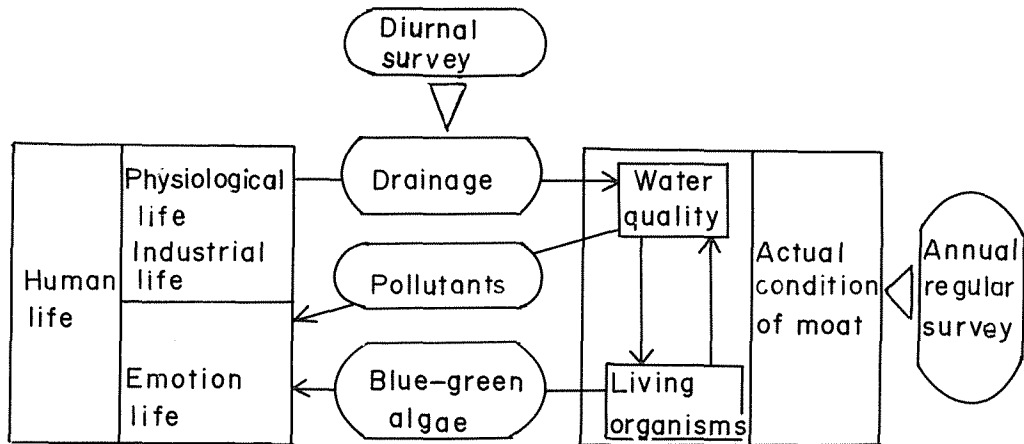 Diurnal
survey
Human
life
Physiological
life
Industrial
life
Emotion
life
Drainage
Pollutants
Blue-green
algae
Water
quality
Living
organisms
Actual
condition
of moat
Annual
regular
survey